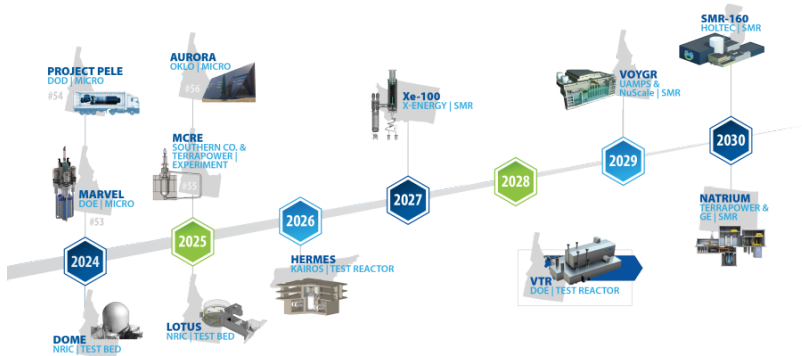 PROJECT PELE
DOD | MICRO
#54
MARVEL
DOE | MICRO
#53
2024
DOME
NRIC | TEST BED
AURORA
OKLO | MICRO
#56
MCRE
SOUTHERN CO. &
TERRAPOWER |
EXPERIMENT
#55
2025
LOTUS
NRIC | TEST BED
2026
HERMES
KAIROS | TEST REACTOR
Xe-100
X-ENERGY | SMR
2027
2028
VTR
DOE | TEST REACTOR
VOYGR
UAMPS &
NuScale | SMR
2029
SMR-160
HOLTEC | SMR
2030
NATRIUM
TERRAPOWER &
GE | SMR